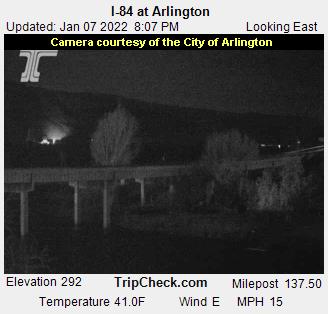 I-84 at Arlington
Updated: Jan 07 2022 8:07 PM Looking East
Camera courtesy of the City of Arlington
Elevation 292 TripCheck.com Milepost 137.50
Temperature 41.0F Wind E MPH 15